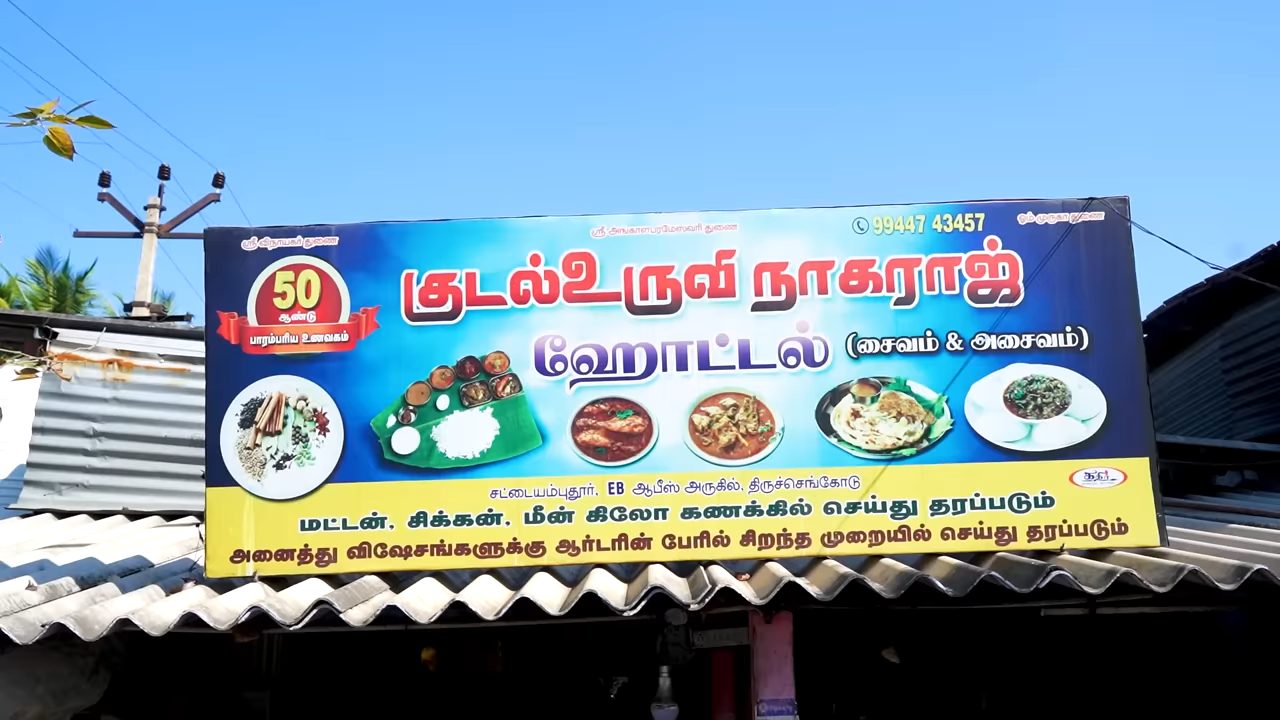 ஸ்ரீ விநாயகர் துணை
ஸ்ரீ அங்காளபரமேஸ்வரி துணை
99447 43457
ஓம் முருகா துணை
50
ஆண்டு
பாரம்பரிய உணவகம்
குடல்உருவி நாகராஜ்
ஹோட்டல் (சைவம் & அசைவம்)
சட்டையம்புதூர், EB ஆபீஸ் அருகில், திருச்செங்கோடு
மட்டன், சிக்கன், மீன் கிலோ கணக்கில் செய்து தரப்படும்
அனைத்து விஷேசங்களுக்கு ஆர்டரின் பேரில் சிறந்த முறையில் செய்து தரப்படும்